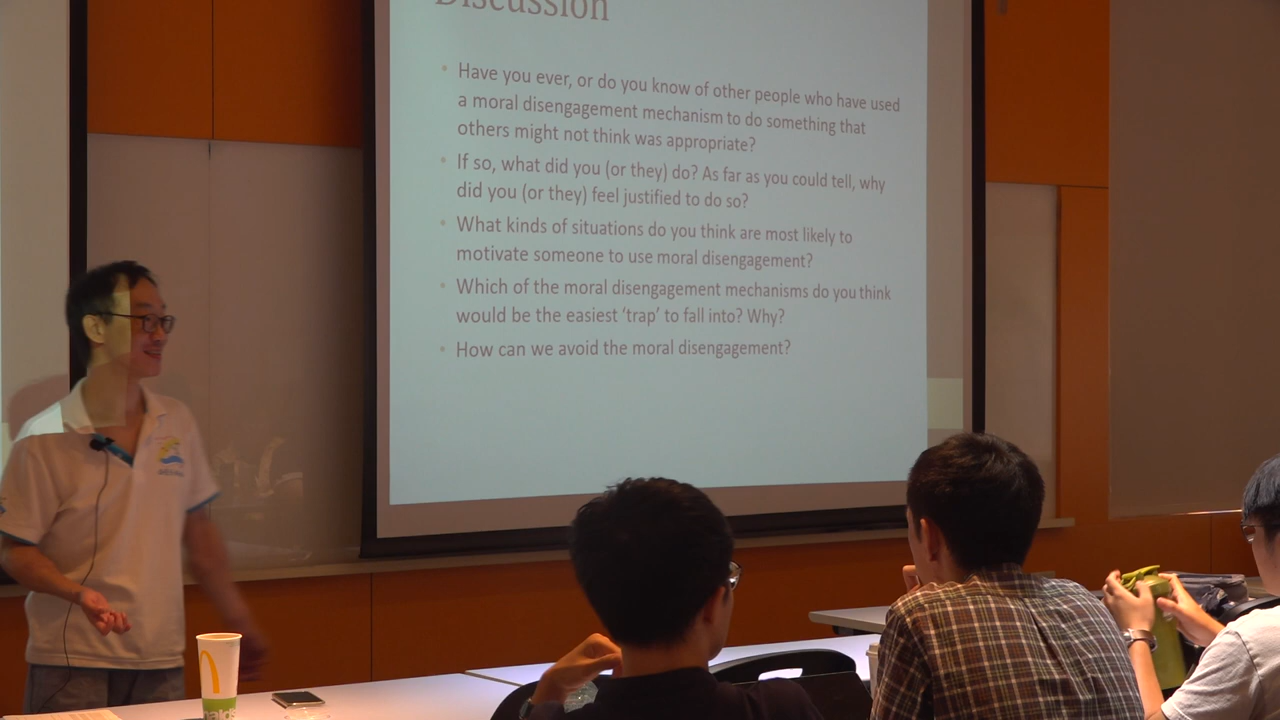 Discussion
• Have you ever, or do you know of other people who have used
a moral disengagement mechanism to do something that
others might not think was appropriate?
• If so, what did you (or they) do? As far as you could tell, why
did you (or they) feel justified to do so?
• What kinds of situations do you think are most likely to
motivate someone to use moral disengagement?
• Which of the moral disengagement mechanisms do you think
would be the easiest ‘trap’ to fall into? Why?
• How can we avoid the moral disengagement?